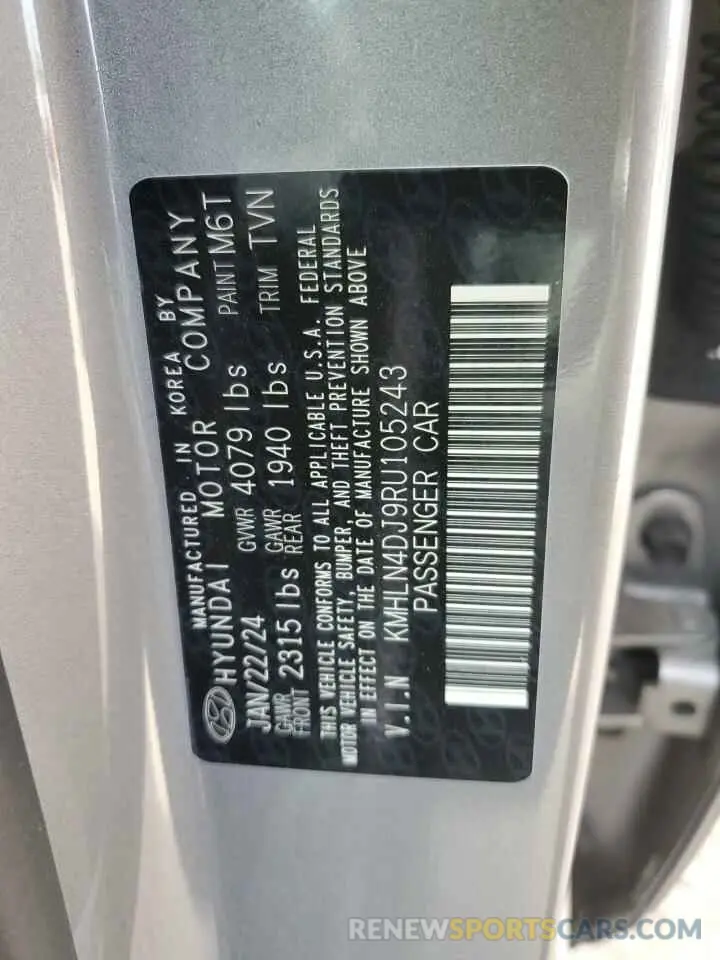 MANUFACTURED IN KOREA BY
HYUNDAI MOTOR COMPANY
JAN/22/24 GVWR 4079 lbs PAINT M6T
GAWR FRONT 2315 lbs GAWR REAR 1940 lbs TRIM TVN
THIS VEHICLE CONFORMS TO ALL APPLICABLE U.S.A. FEDERAL
MOTOR VEHICLE SAFETY, BUMPER, AND THEFT PREVENTION STANDARDS
IN EFFECT ON THE DATE OF MANUFACTURE SHOWN ABOVE
V.I.N KMHLN4DJ9RU105243
PASSENGER CAR
RENEWSPORTSCARS.COM